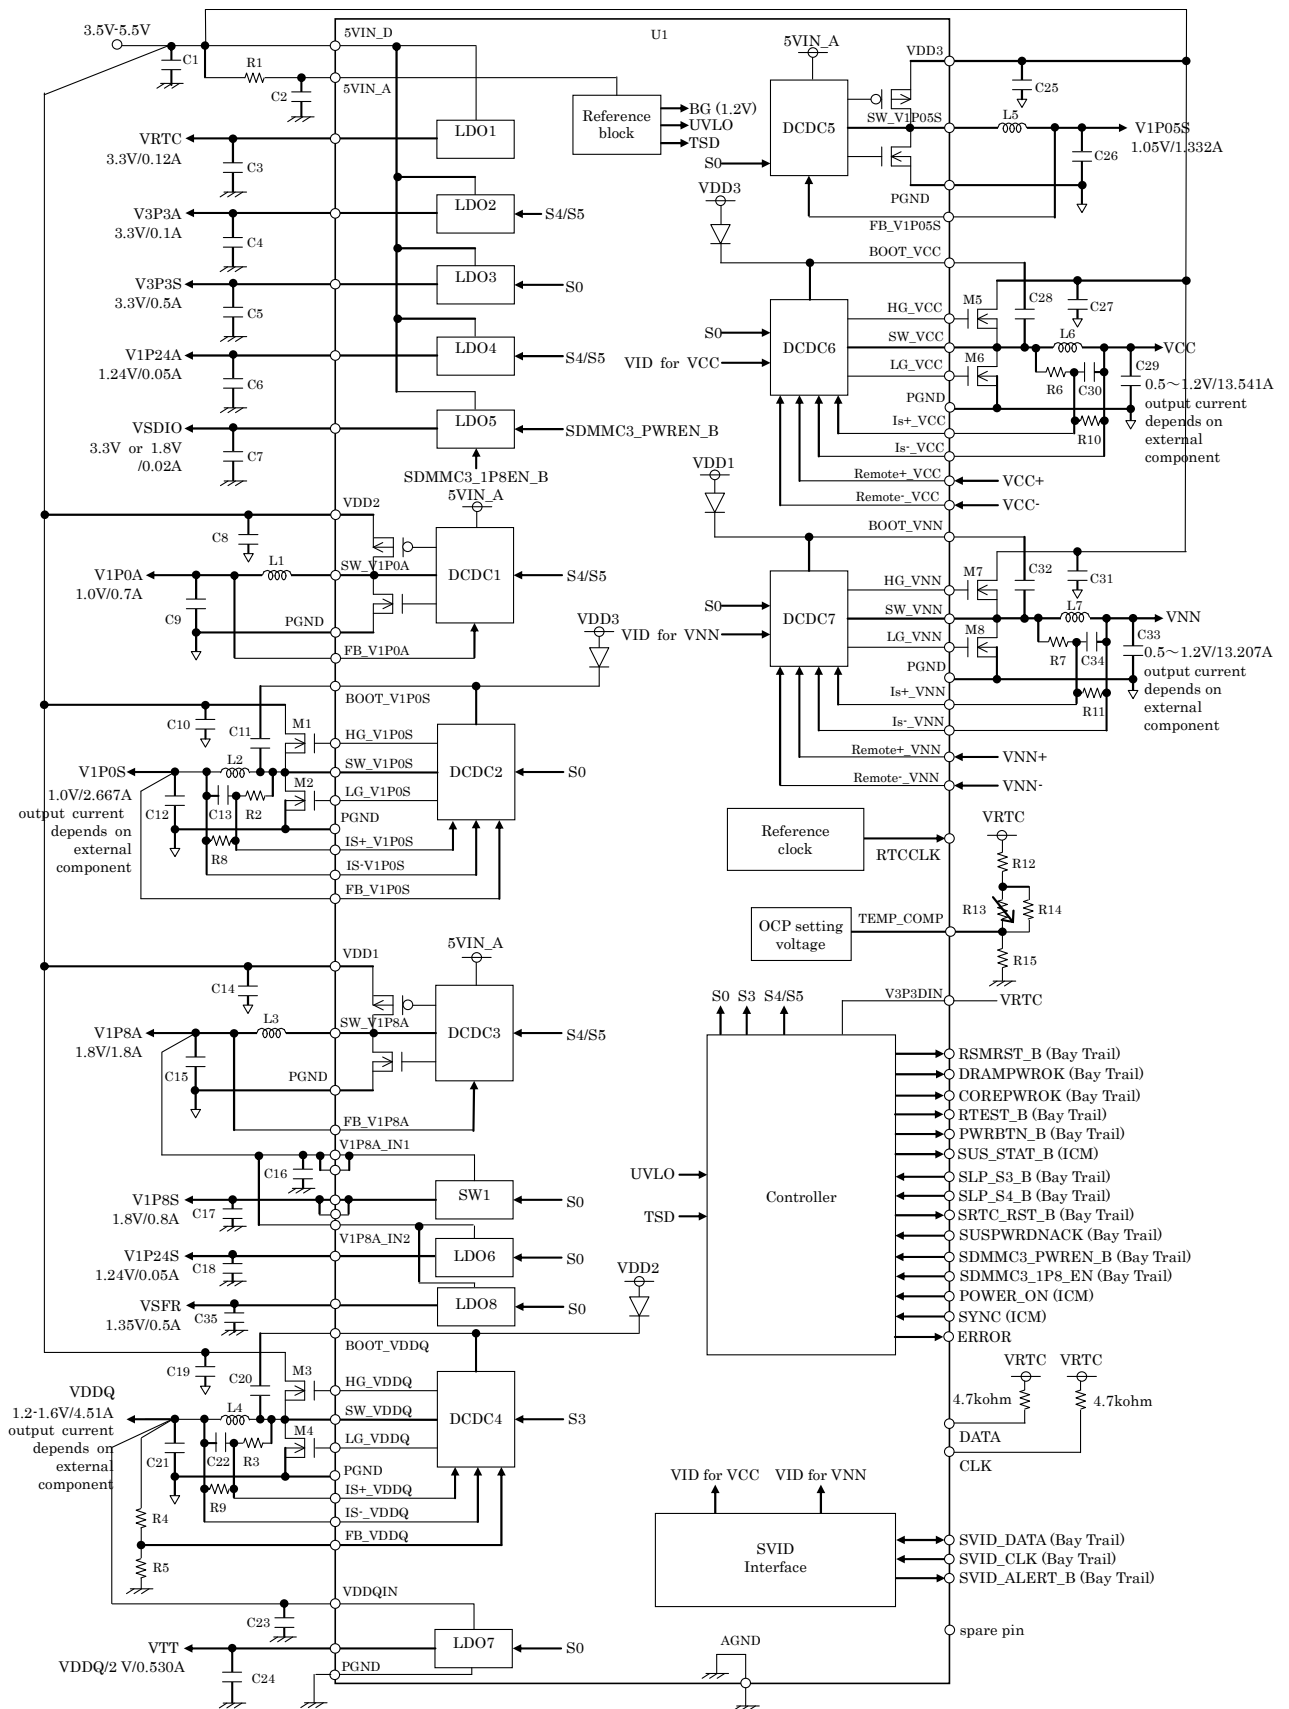 3.5V-5.5V
C1
R1
C2
5VIN_D
5VIN_A
U1
Reference
block
BG (1.2V)
UVLO
TSD
LDO1
VRTC
3.3V/0.12A
C3
LDO2
S4/S5
V3P3A
3.3V/0.1A
C4
LDO3
S0
V3P3S
3.3V/0.5A
C5
LDO4
S4/S5
V1P24A
1.24V/0.05A
C6
LDO5
SDMMC3_PWREN_B
VSDIO
3.3V or 1.8V
/0.02A
C7
SDMMC3_1P8EN_B
5VIN_A
VDD2
C8
L1
SW_V1P0A
DCDC1
S4/S5
V1P0A
1.0V/0.7A
C9
PGND
FB_V1P0A
VDD3
BOOT_V1P0S
C10
C11
M1
HG_V1P0S
L2
SW_V1P0S
DCDC2
S0
V1P0S
1.0V/2.667A
output current
depends on
external
component
C12
C13
R2
M2
LG_V1P0S
PGND
R8
IS+_V1P0S
IS-V1P0S
FB_V1P0S
VDD1
5VIN_A
C14
L3
SW_V1P8A
DCDC3
S4/S5
V1P8A
1.8V/1.8A
C15
PGND
FB_V1P8A
V1P8A_IN1
C16
SW1
S0
V1P8S
1.8V/0.8A
C17
V1P8A_IN2
LDO6
S0
V1P24S
1.24V/0.05A
C18
VDD2
LDO8
S0
VSFR
1.35V/0.5A
C35
BOOT_VDDQ
C19
C20
M3
HG_VDDQ
VDDQ
1.2-1.6V/4.51A
output current
depends on
external
component
L4
SW_VDDQ
DCDC4
S3
C21
C22
R3
M4
LG_VDDQ
PGND
R9
IS+_VDDQ
IS-_VDDQ
FB_VDDQ
R4
R5
VDDQIN
C23
LDO7
S0
VTT
VDDQ/2 V/0.530A
C24
PGND
5VIN_A
VDD3
C25
DCDC5
SW_V1P05S
L5
V1P05S
1.05V/1.332A
C26
S0
PGND
FB_V1P05S
VDD3
BOOT_VCC
C28
C27
DCDC6
HG_VCC
M5
S0
SW_VCC
L6
VCC
VID for VCC
LG_VCC
M6
R6
C30
C29
0.5～1.2V/13.541A
output current
depends on
external
component
PGND
Is+_VCC
R10
Is-_VCC
Remote+_VCC
VCC+
Remote-_VCC
VCC-
VDD1
BOOT_VNN
C32
C31
DCDC7
HG_VNN
M7
S0
SW_VNN
L7
VNN
VID for VNN
LG_VNN
M8
R7
C34
C33
0.5～1.2V/13.207A
output current
depends on
external
component
PGND
Is+_VNN
R11
Is-_VNN
Remote+_VNN
VNN+
Remote-_VNN
VNN-
Reference
clock
RTCCLK
VRTC
R12
R13
R14
R15
OCP setting
voltage
TEMP_COMP
V3P3DIN
VRTC
S0
S3
S4/S5
Controller
UVLO
TSD
RSMRST_B (Bay Trail)
DRAMPWROK (Bay Trail)
COREPWROK (Bay Trail)
RTEST_B (Bay Trail)
PWRBTN_B (Bay Trail)
SUS_STAT_B (ICM)
SLP_S3_B (Bay Trail)
SLP_S4_B (Bay Trail)
SRTC_RST_B (Bay Trail)
SUSPWRDNACK (Bay Trail)
SDMMC3_PWREN_B (Bay Trail)
SDMMC3_1P8_EN (Bay Trail)
POWER_ON (ICM)
SYNC (ICM)
ERROR
VRTC
VRTC
4.7kohm
4.7kohm
DATA
CLK
VID for VCC
VID for VNN
SVID
Interface
SVID_DATA (Bay Trail)
SVID_CLK (Bay Trail)
SVID_ALERT_B (Bay Trail)
spare pin
AGND